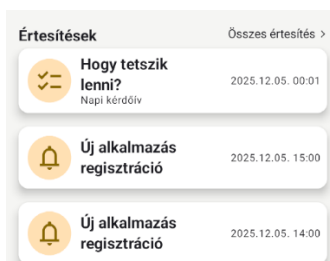 Értesítések
Összes értesítés >
Hogy tetszik
lenni?
Napi kérdőív
2025.12.05. 00:01
Új alkalmazás
regisztráció
2025.12.05. 15:00
Új alkalmazás
regisztráció
2025.12.05. 14:00